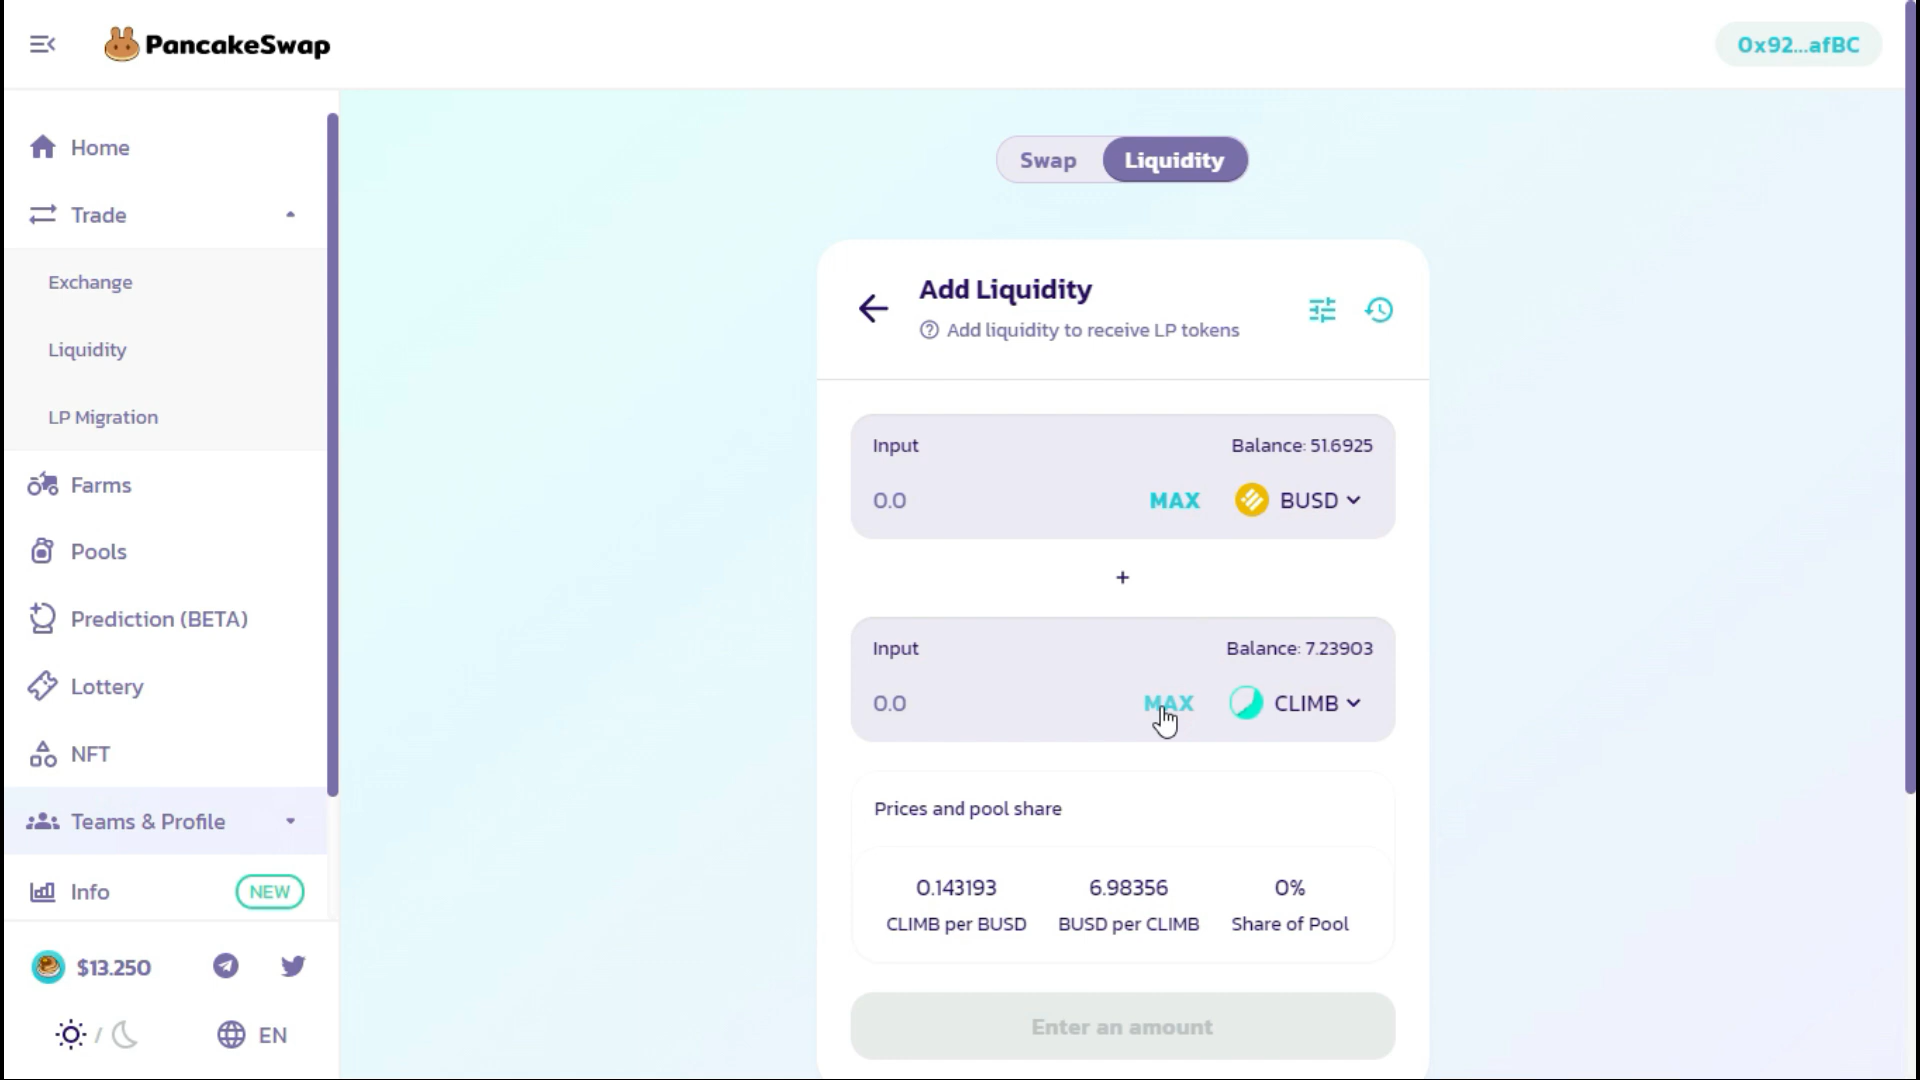 PancakeSwap
0x92...afBC
Home
Trade
Exchange
Liquidity
LP Migration
Farms
Pools
Prediction (BETA)
Lottery
NFT
Teams & Profile
Info
NEW
$13.250
/
EN
Swap
Liquidity
Add Liquidity
Add liquidity to receive LP tokens
Input
Balance: 51.6925
0.0
MAX
BUSD
+
Input
Balance: 7.23903
0.0
MAX
CLIMB
Prices and pool share
0.143193
6.98356
0%
CLIMB per BUSD
BUSD per CLIMB
Share of Pool
Enter an amount